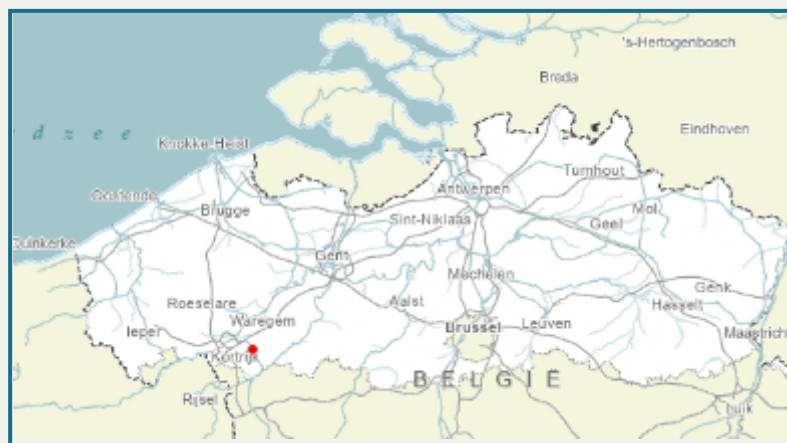 's-Hertogenbosch
Breda
Eindhoven
d z e e
Knokke-Heist
Turnhout
Antwerpen
Oostende
Brugge
Sint-Niklaas
Mol
Geel
Duinkerke
Gent
Mechelen
Genk
Roeselare
Aalst
Hasselt
Waregem
Ieper
Brussel
Leuven
Maastrich
Kortrijk
BELGIË
Rijsel
Luik